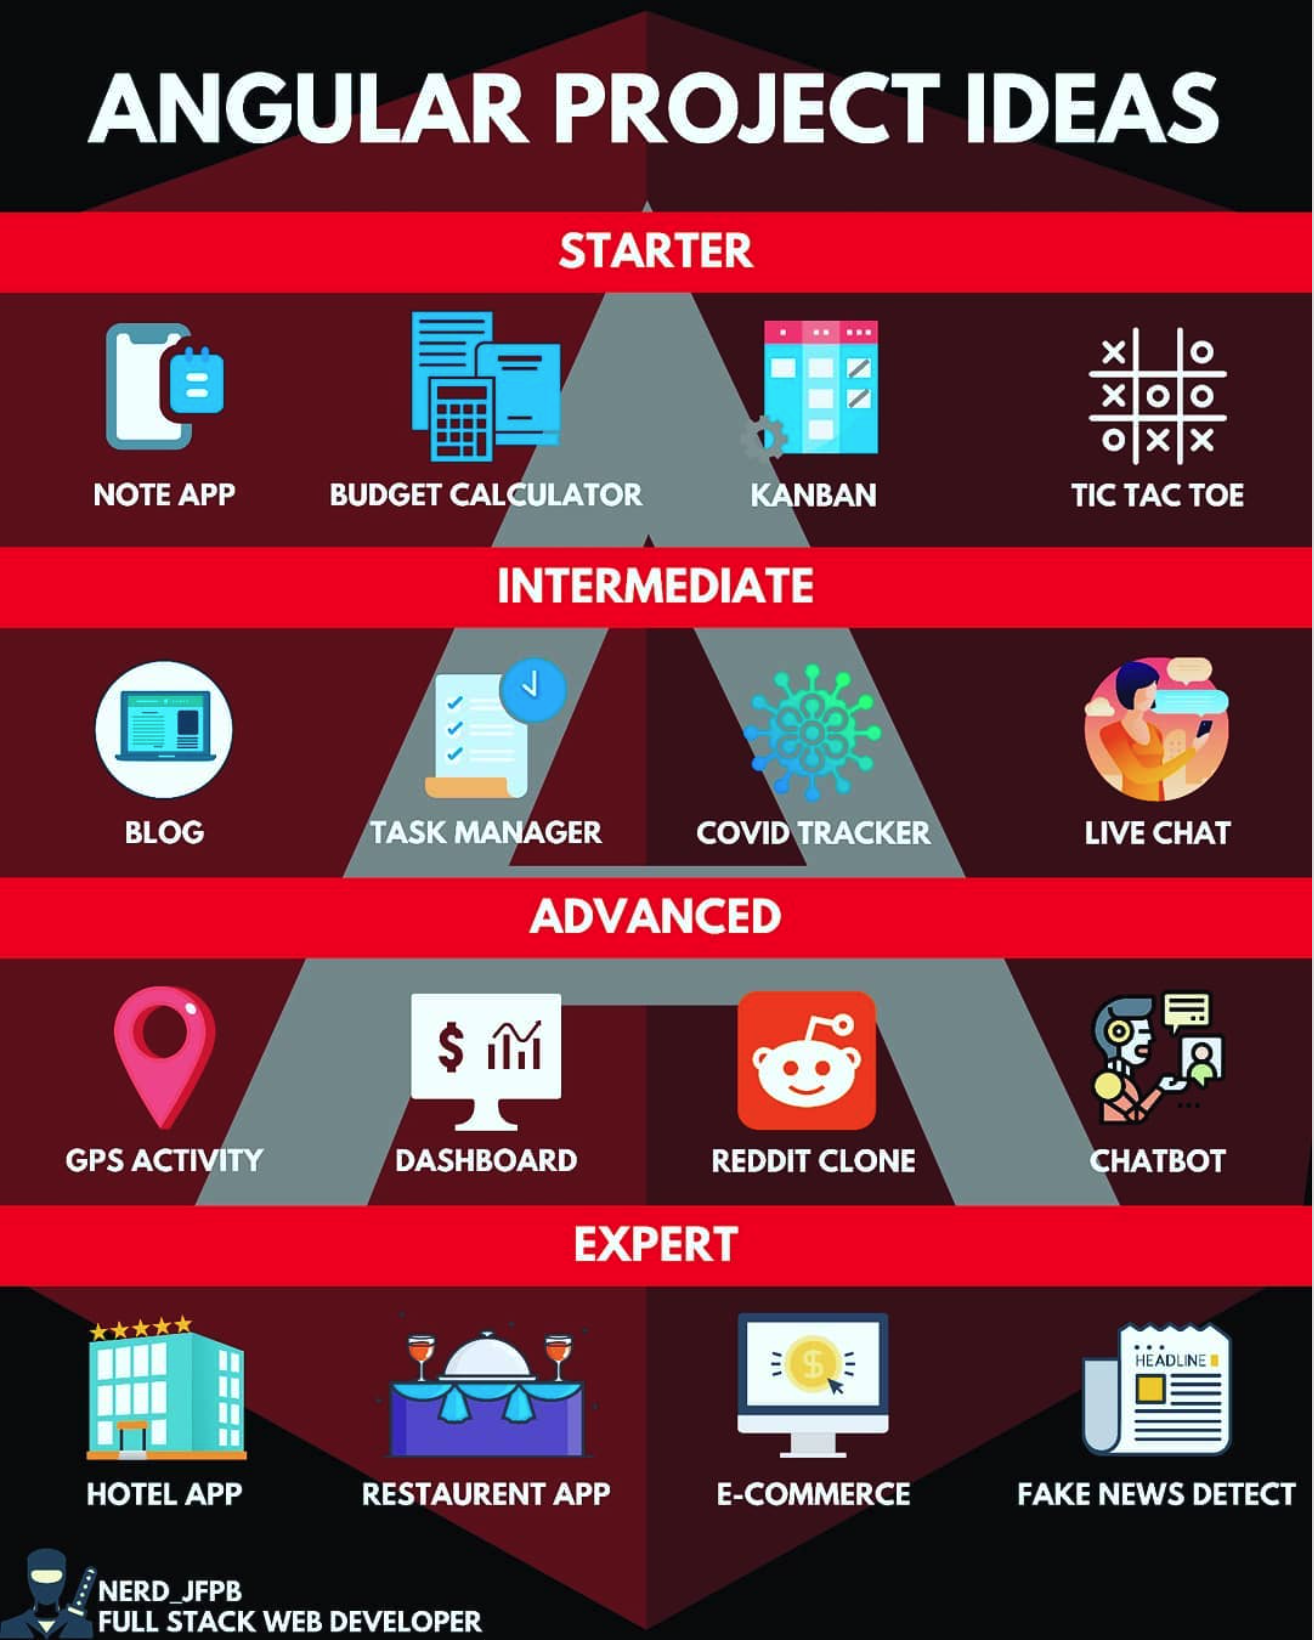 ANGULAR PROJECT IDEAS
STARTER
NOTE APP
BUDGET CALCULATOR
KANBAN
X O
X O O
O X X
TIC TAC TOE
INTERMEDIATE
BLOG
TASK MANAGER
COVID TRACKER
LIVE CHAT
ADVANCED
GPS ACTIVITY
$
DASHBOARD
REDDIT CLONE
CHATBOT
EXPERT
HOTEL APP
RESTAURENT APP
$
E-COMMERCE
HEADLINE
FAKE NEWS DETECT
NERD_JFPB
FULL STACK WEB DEVELOPER